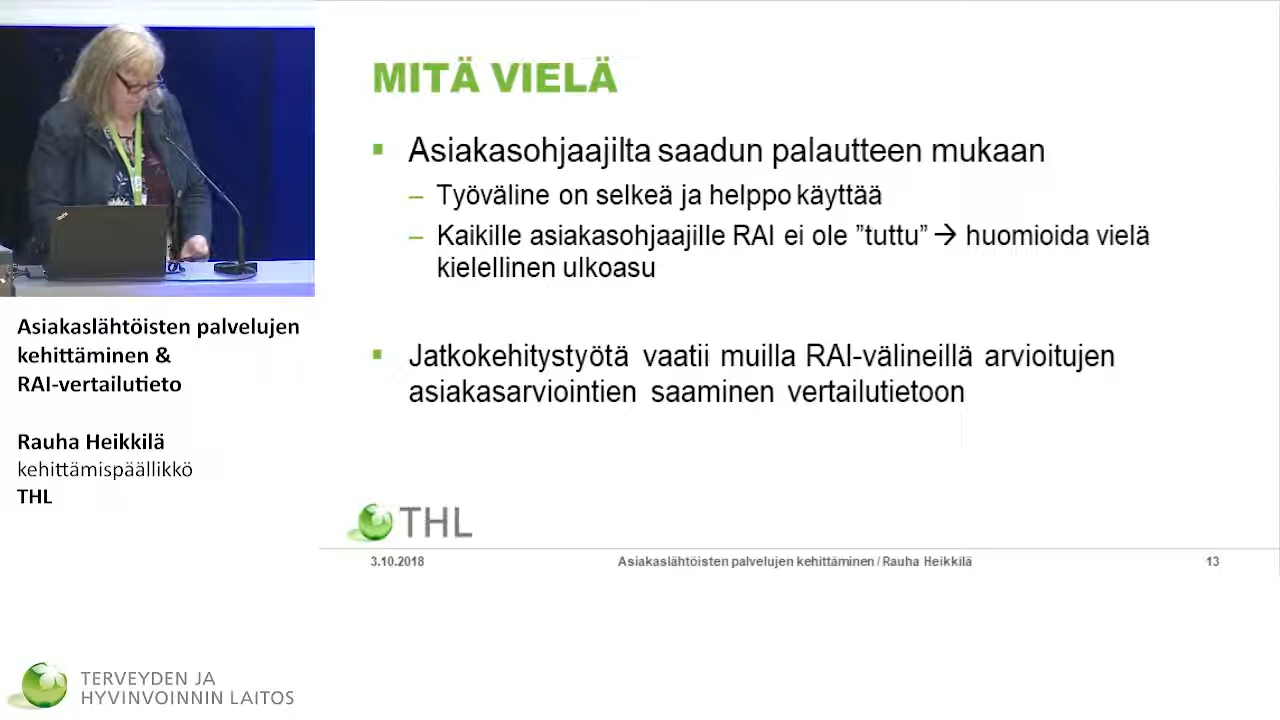 MITÄ VIELÄ
Asiakasohjaajilta saadun palautteen mukaan
– Työväline on selkeä ja helppo käyttää
– Kaikille asiakasohjaajille RAI ei ole ”tuttu” → huomioida vielä
kielellinen ulkoasu
Jatkokehitystyötä vaatii muilla RAI-välineillä arvioitujen
asiakasarviointien saaminen vertailutietoon
THL
3.10.2018 Asiakaslähtöisten palvelujen kehittäminen / Rauha Heikkilä 13
Asiakaslähtöisten palvelujen
kehittäminen &
RAI-vertailutieto
Rauha Heikkilä
kehittämispäällikkö
THL
TERVEYDEN JA
HYVINVOINNIN LAITOS